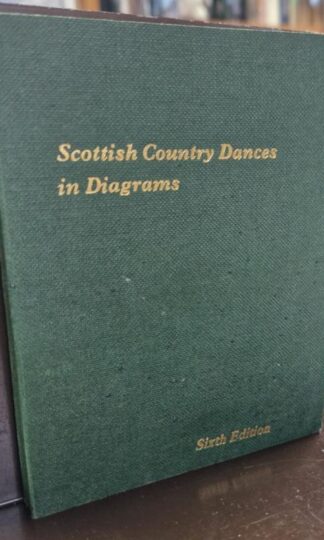 Scottish Country Dances
in Diagrams
Sixth Edition